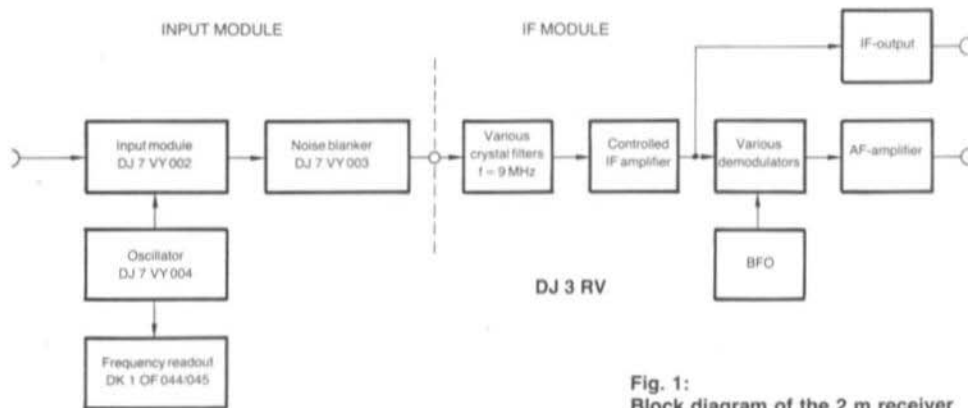 INPUT MODULE
IF MODULE
IF-output
Input module
DJ 7 VY 002
Noise blanker
DJ 7 VY 003
Various
crystal filters
f = 9 MHz
Controlled
IF amplifier
Various
demodulators
AF-amplifier
Oscillator
DJ 7 VY 004
BFO
DJ 3 RV
Frequency readout
DK 1 OF 044/045
Fig. 1:
Block diagram of the 2 m receiver